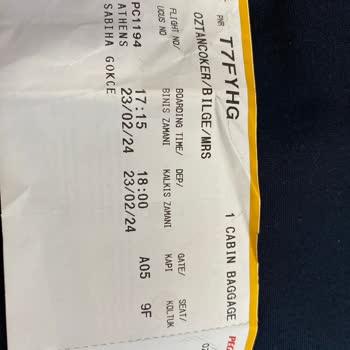 PNR T7FYHG 1 CABIN BAGGAGE
OZTANCOKER/BILGE/MRS
FLIGHT NO/ BOARDING TIME/ DEP/ GATE/ SEAT/
UCUS NO BINIS ZAMANI KALKIS ZAMANI KAPI KOLTUK
PC1194 17:15 18:00 A05 9F
ATHENS 23/02/24 23/02/24
SABIHA GOKCE